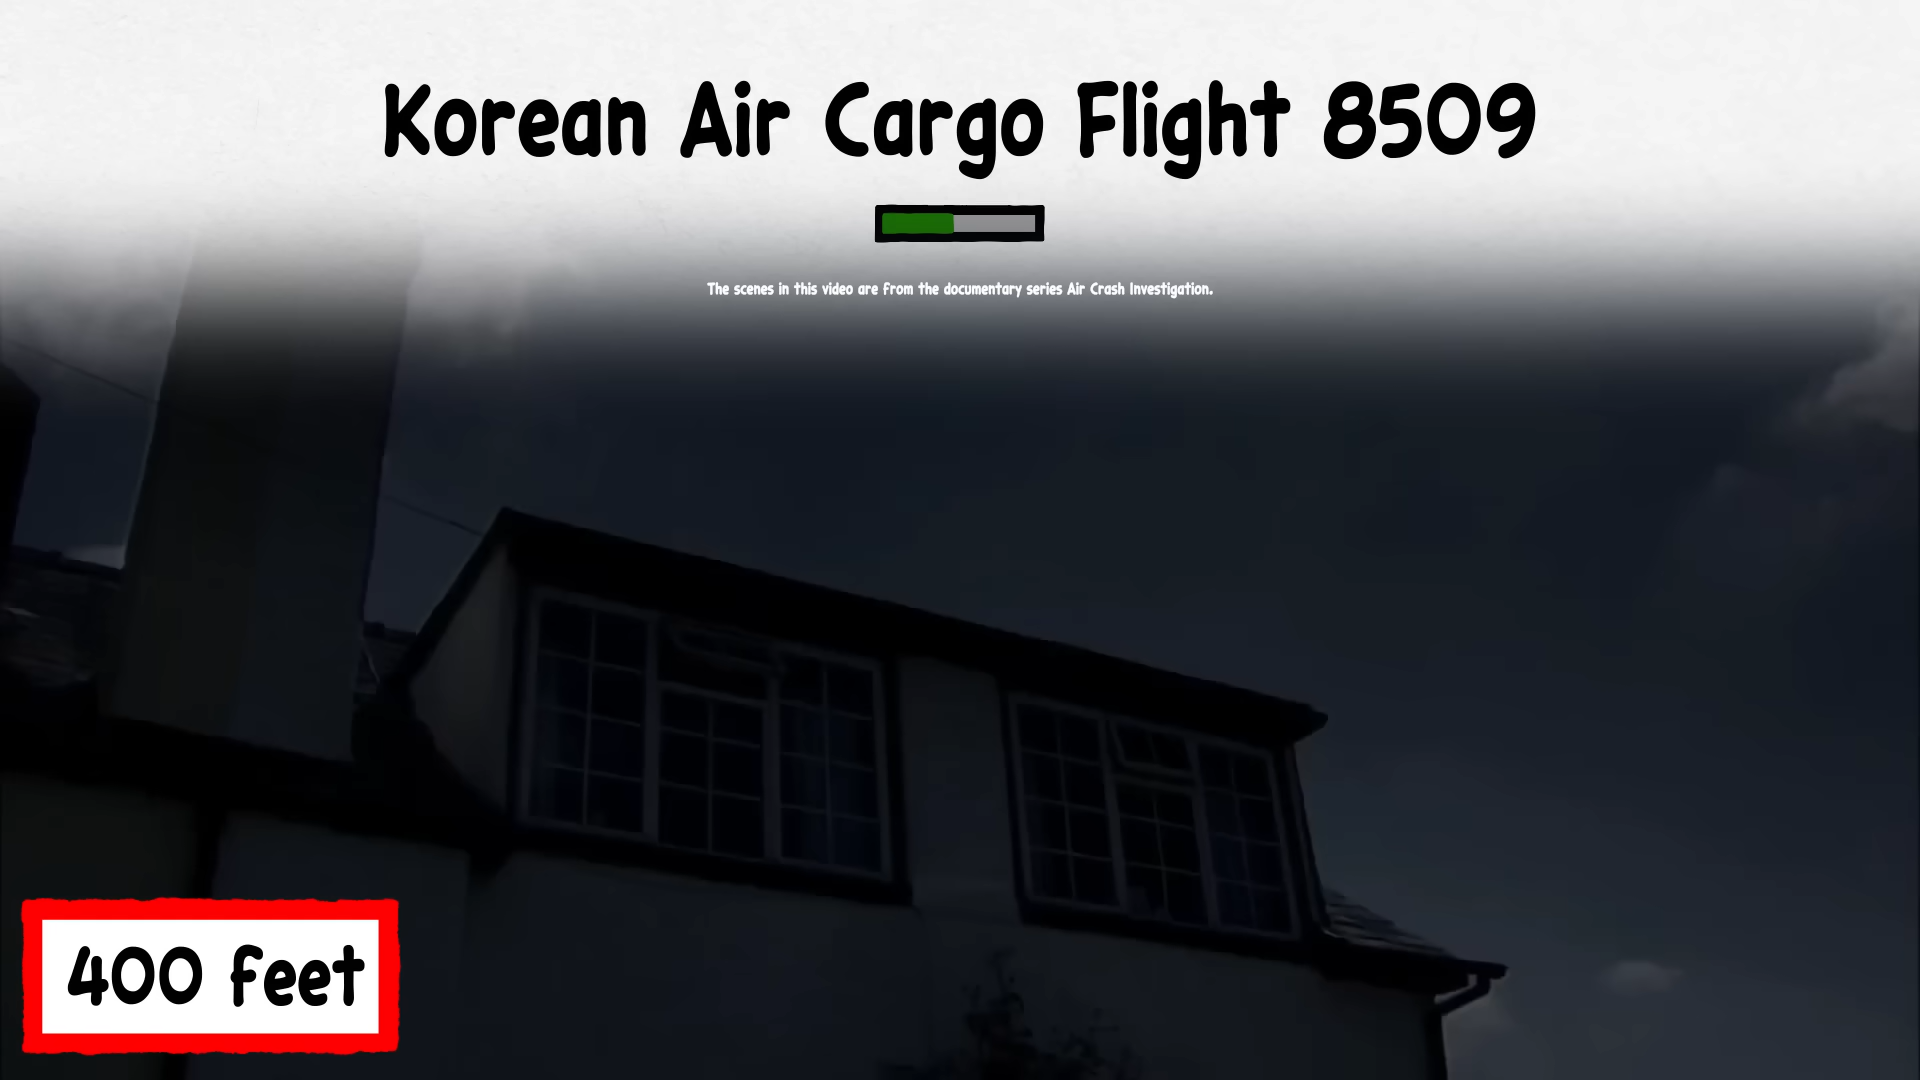 Korean Air Cargo Flight 8509
The scenes in this video are from the documentary series Air Crash Investigation.
400 feet